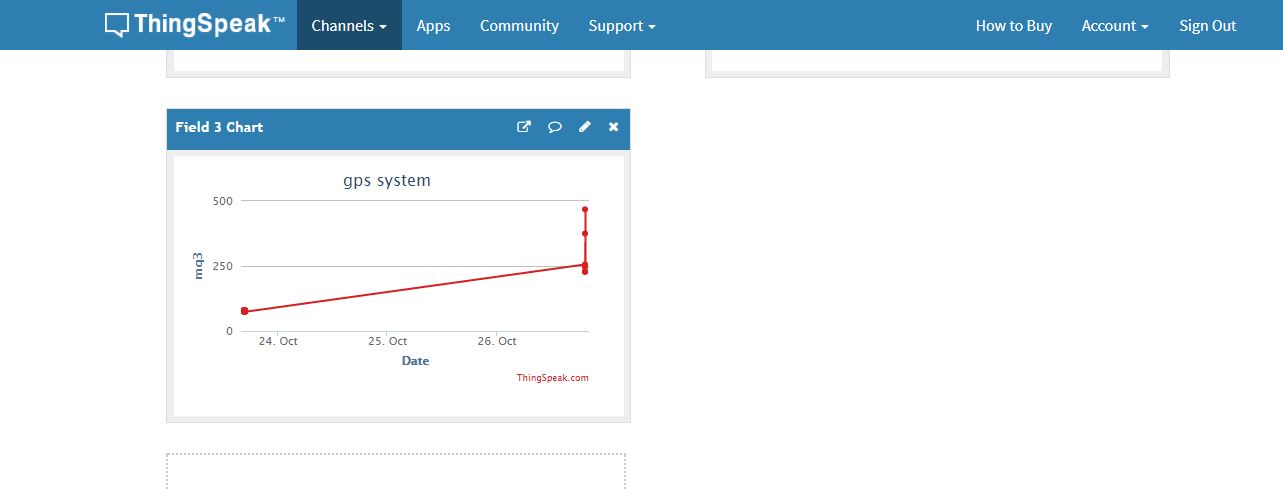 ThingSpeak™ Channels Apps Community Support How to Buy Account Sign Out
Field 3 Chart
gps system
500
250
0
mq3
24. Oct 25. Oct 26. Oct
Date
ThingSpeak.com